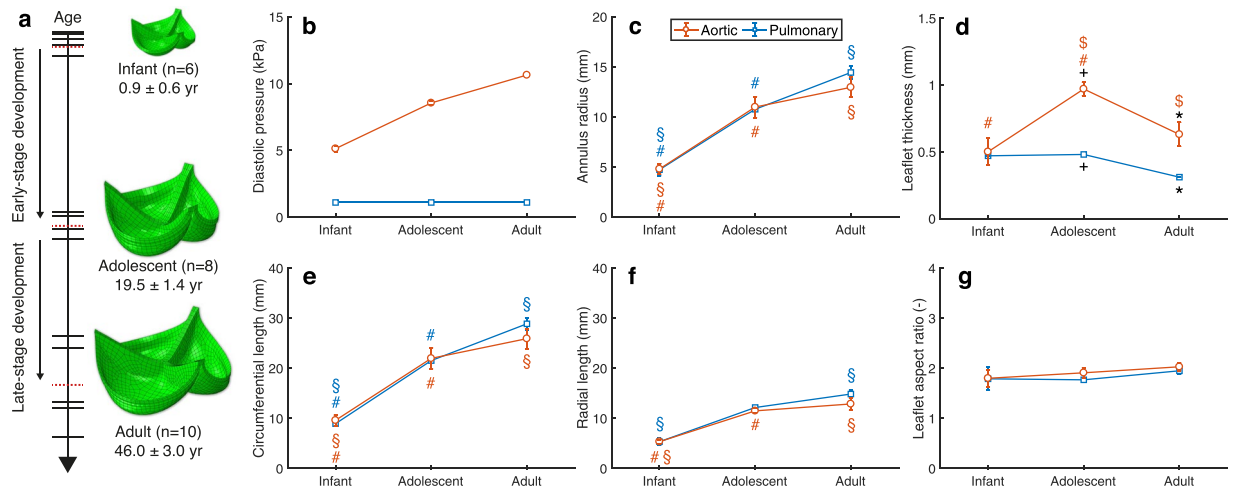 a
Age
Early-stage development
Late-stage development
Infant (n=6)
0.9 ± 0.6 yr
Adolescent (n=8)
19.5 ± 1.4 yr
Adult (n=10)
46.0 ± 3.0 yr
b
Diastolic pressure (kPa)
15
10
5
0
Infant
Adolescent
Adult
c
Aortic
Pulmonary
Annulus radius (mm)
20
15
10
5
0
§
#
§
#
#
#
§
§
Infant
Adolescent
Adult
d
Leaflet thickness (mm)
1.5
1
0.5
0
#
$
#
+
+
$
*
*
Infant
Adolescent
Adult
e
Circumferential length (mm)
40
30
20
10
0
§
#
§
#
#
#
§
§
Infant
Adolescent
Adult
f
Radial length (mm)
40
30
20
10
0
§
# §
#
§
§
Infant
Adolescent
Adult
g
Leaflet aspect ratio (-)
4
3
2
1
0
Infant
Adolescent
Adult